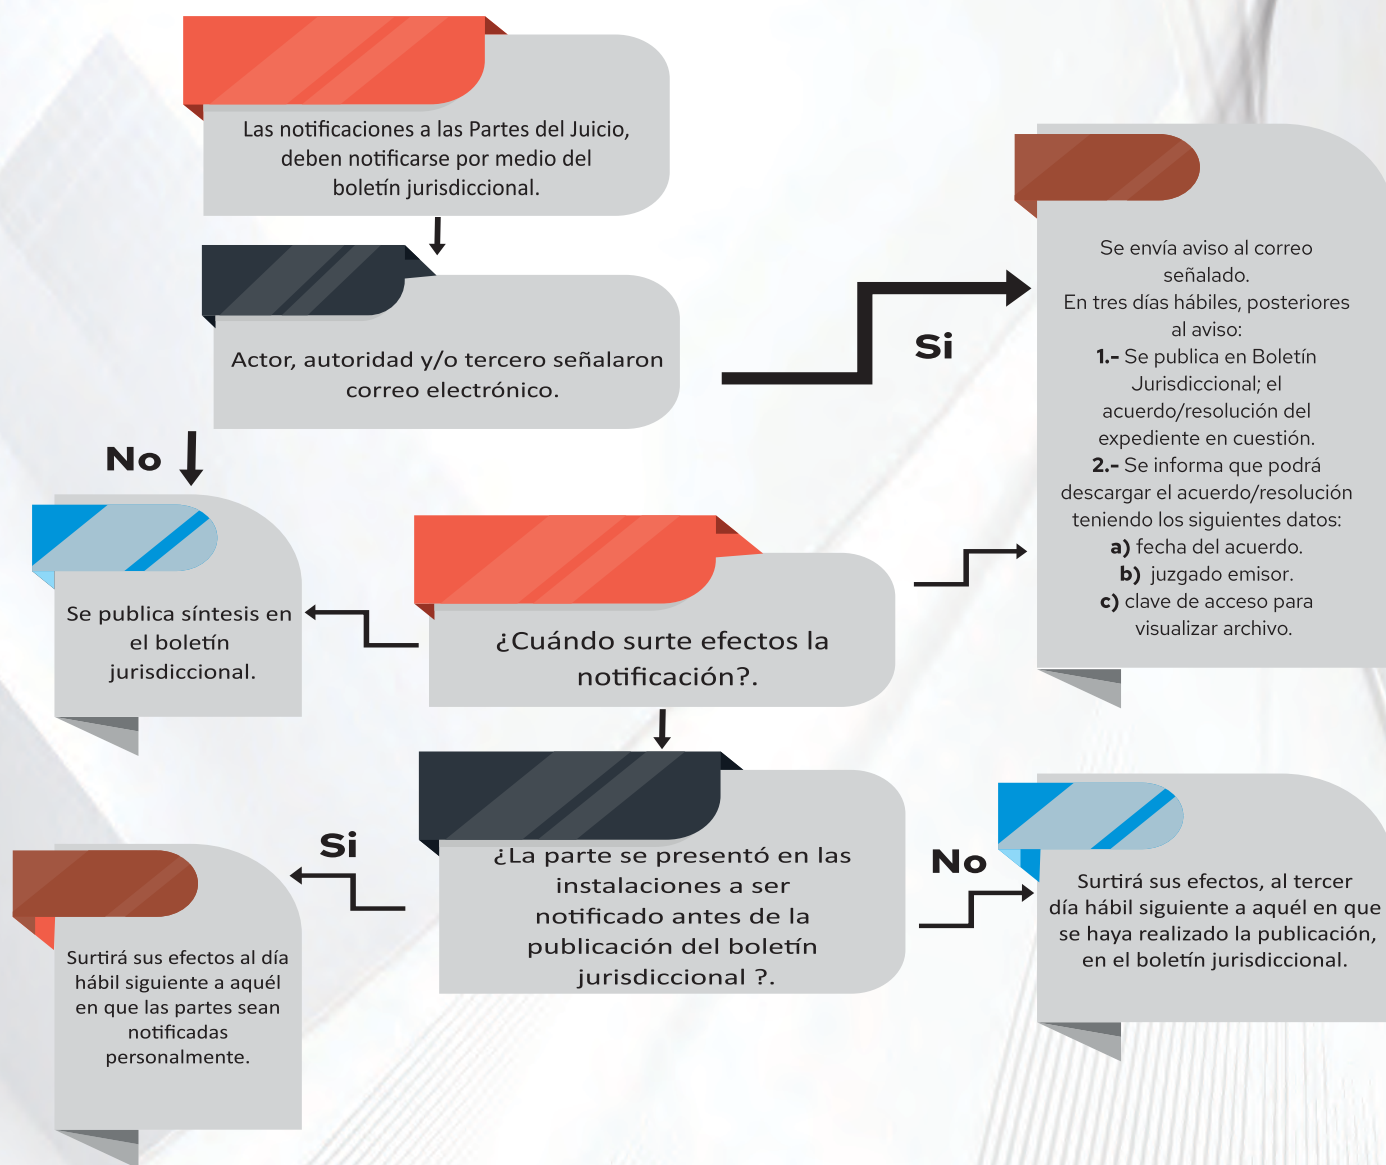 Las notificaciones a las Partes del Juicio,
deben notificarse por medio del
boletín jurisdiccional.
Actor, autoridad y/o tercero señalaron
correo electrónico.
Si
Se envía aviso al correo
señalado.
En tres días hábiles, posteriores
al aviso:
1.- Se publica en Boletín
Jurisdiccional; el
acuerdo/resolución del
expediente en cuestión.
2.- Se informa que podrá
descargar el acuerdo/resolución
teniendo los siguientes datos:
a) fecha del acuerdo.
b) juzgado emisor.
c) clave de acceso para
visualizar archivo.
No
Se publica síntesis en
el boletín
jurisdiccional.
¿Cuándo surte efectos la
notificación?.
¿La parte se presentó en las
instalaciones a ser
notificado antes de la
publicación del boletín
jurisdiccional ?.
Si
Surtirá sus efectos al día
hábil siguiente a aquél
en que las partes sean
notificadas
personalmente.
No
Surtirá sus efectos, al tercer
día hábil siguiente a aquél en que
se haya realizado la publicación,
en el boletín jurisdiccional.